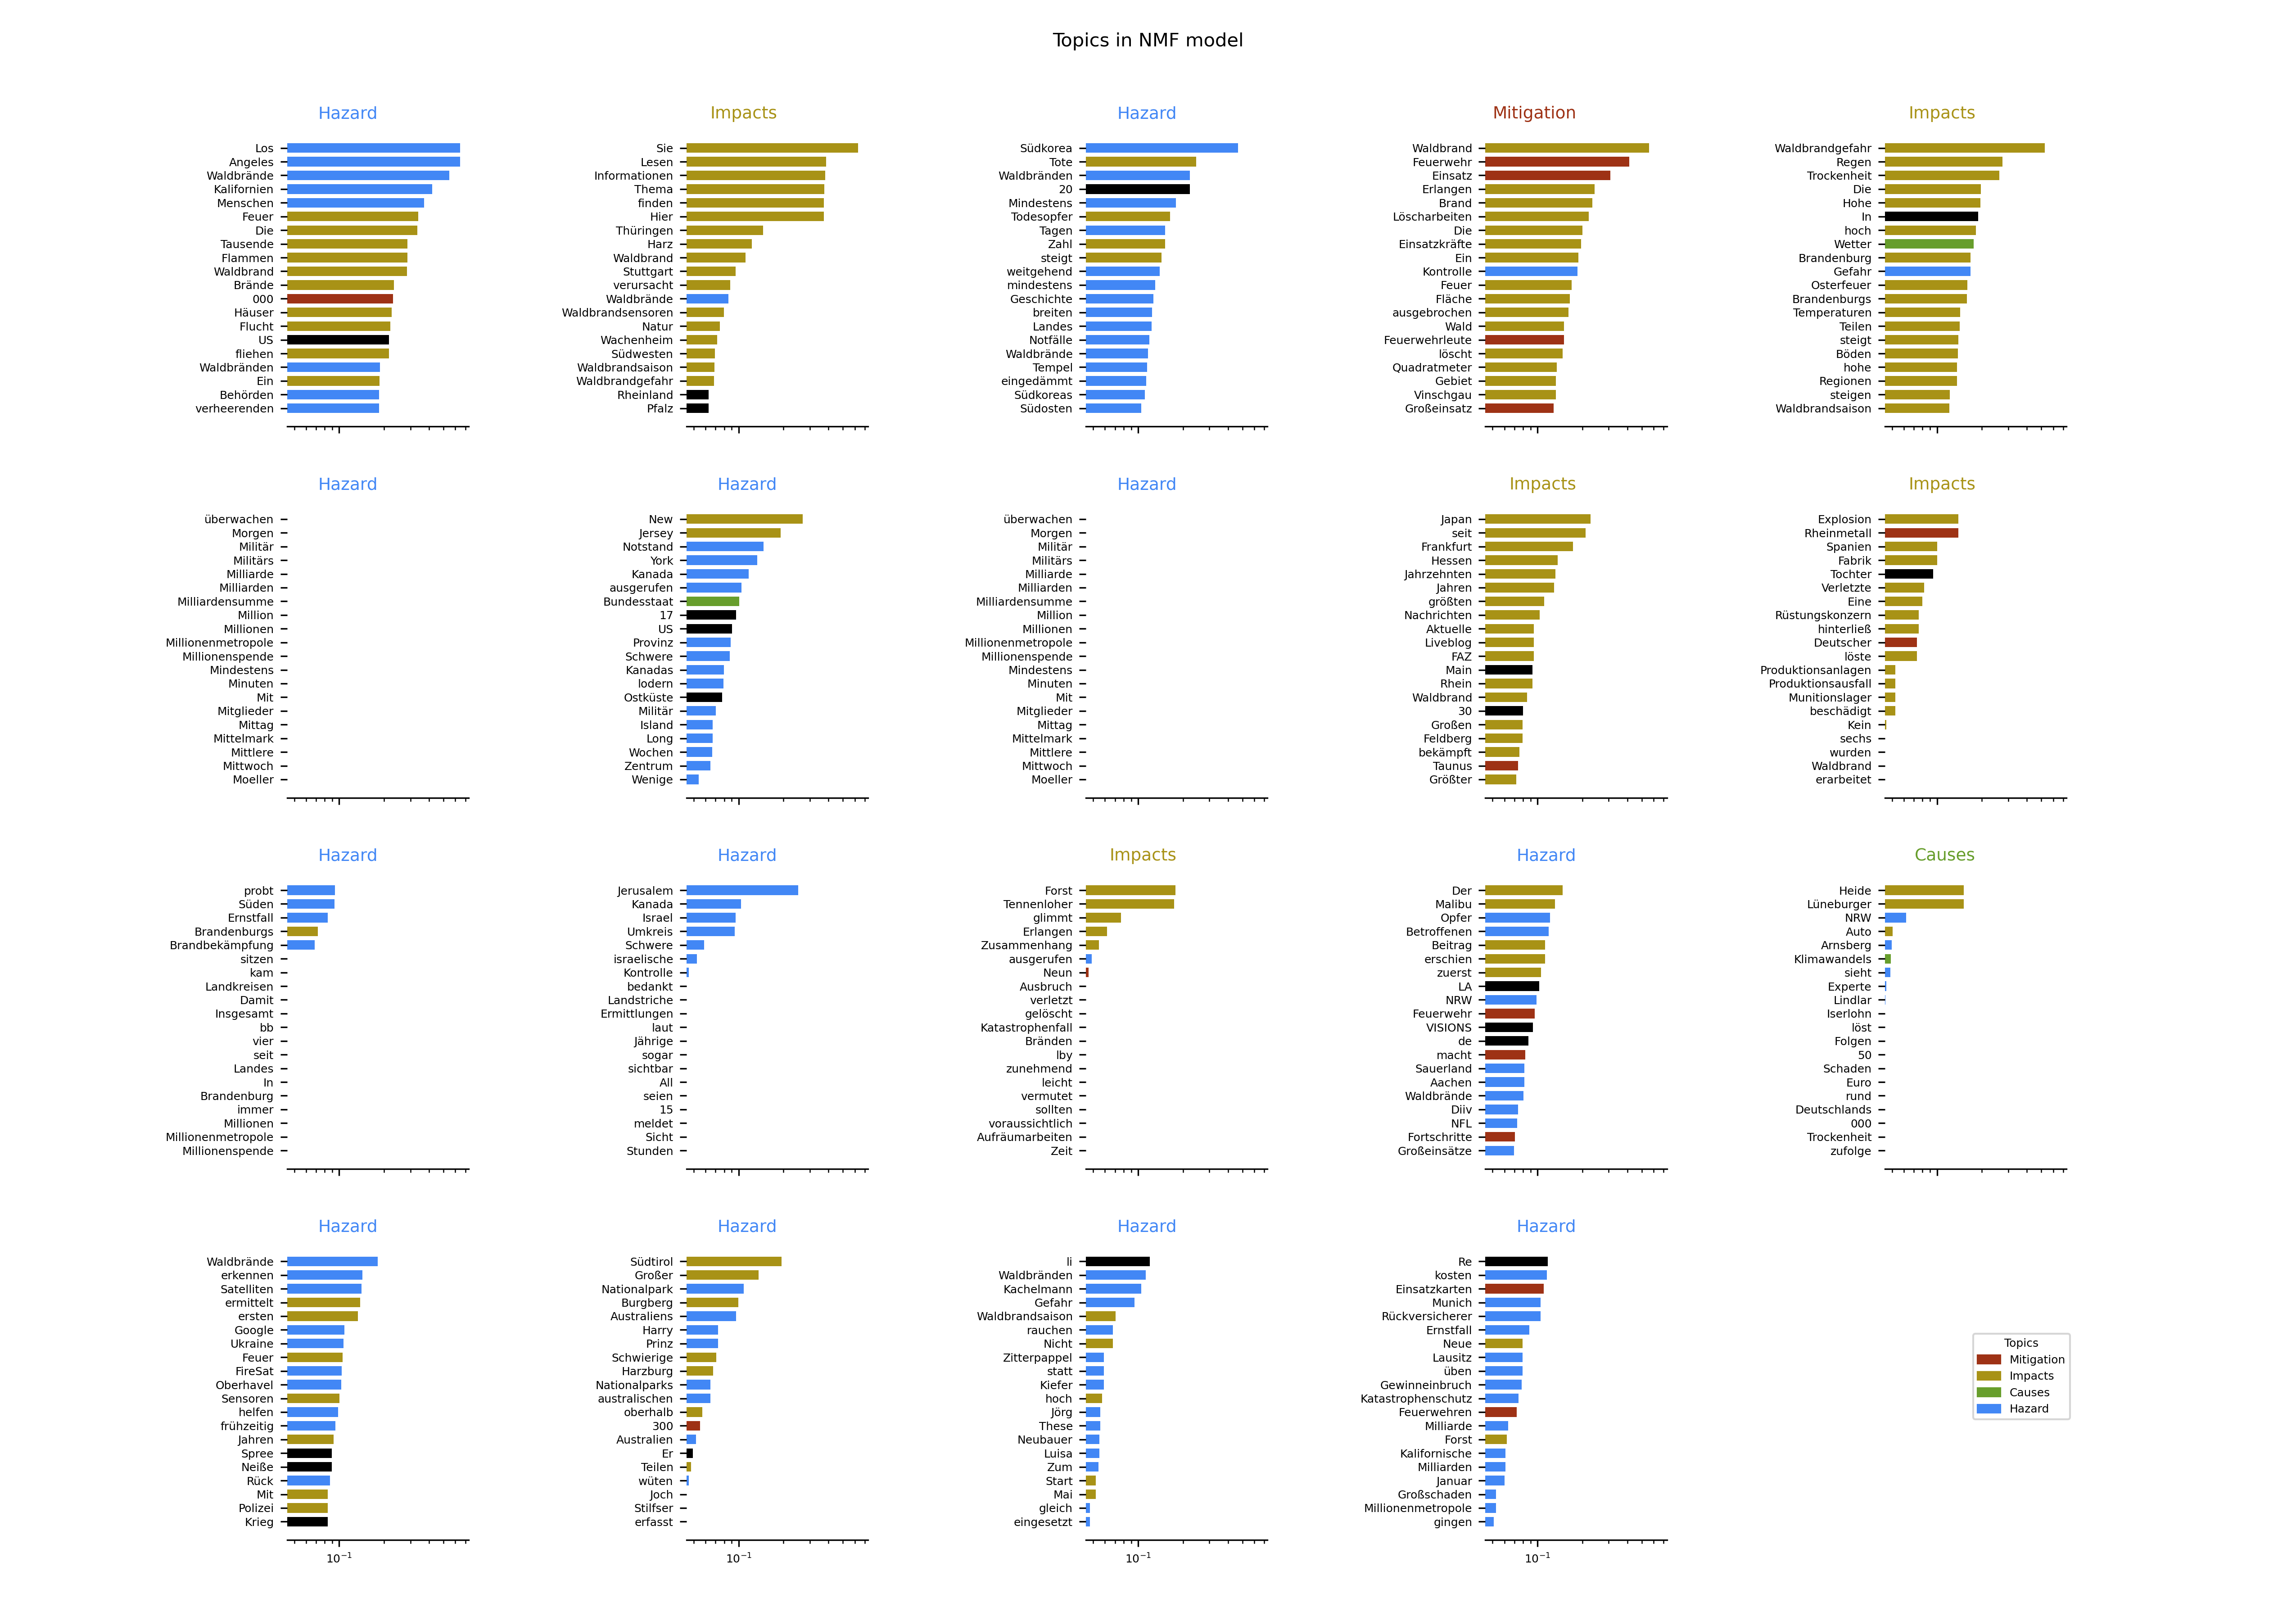 Topics in NMF model
Hazard
Los
Angeles
Waldbrände
Kalifornien
Menschen
Feuer
Die
Tausende
Flammen
Waldbrand
Brände
000
Häuser
Flucht
US
fliehen
Waldbränden
Ein
Behörden
verheerenden
Impacts
Sie
Lesen
Informationen
Thema
finden
Hier
Thüringen
Harz
Waldbrand
Stuttgart
verursacht
Waldbrände
Waldbrandsensoren
Natur
Wachenheim
Südwesten
Waldbrandsaison
Waldbrandgefahr
Rheinland
Pfalz
Hazard
Südkorea
Tote
Waldbränden
20
Mindestens
Todesopfer
Tagen
Zahl
steigt
weitgehend
mindestens
Geschichte
breiten
Landes
Notfälle
Waldbrände
Tempel
eingedämmt
Südkoreas
Südosten
Mitigation
Waldbrand
Feuerwehr
Einsatz
Erlangen
Brand
Löscharbeiten
Die
Einsatzkräfte
Ein
Kontrolle
Feuer
Fläche
ausgebrochen
Wald
Feuerwehrleute
löscht
Quadratmeter
Gebiet
Vinschgau
Großeinsatz
Impacts
Waldbrandgefahr
Regen
Trockenheit
Die
Hohe
In
hoch
Wetter
Brandenburg
Gefahr
Osterfeuer
Brandenburgs
Temperaturen
Teilen
steigt
Böden
hohe
Regionen
steigen
Waldbrandsaison
Hazard
überwachen
Morgen
Militär
Militärs
Milliarde
Milliarden
Milliardensumme
Million
Millionen
Millionenmetropole
Millionenspende
Mindestens
Minuten
Mit
Mitglieder
Mittag
Mittelmark
Mittlere
Mittwoch
Moeller
Hazard
New
Jersey
Notstand
York
Kanada
ausgerufen
Bundesstaat
17
US
Provinz
Schwere
Kanadas
lodern
Ostküste
Militär
Island
Long
Wochen
Zentrum
Wenige
Hazard
überwachen
Morgen
Militär
Militärs
Milliarde
Milliarden
Milliardensumme
Million
Millionen
Millionenmetropole
Millionenspende
Mindestens
Minuten
Mit
Mitglieder
Mittag
Mittelmark
Mittlere
Mittwoch
Moeller
Impacts
Japan
seit
Frankfurt
Hessen
Jahrzehnten
Jahren
größten
Nachrichten
Aktuelle
Liveblog
FAZ
Main
Rhein
Waldbrand
30
Großen
Feldberg
bekämpft
Taunus
Größter
Impacts
Explosion
Rheinmetall
Spanien
Fabrik
Tochter
Verletzte
Eine
Rüstungskonzern
hinterließ
Deutscher
löste
Produktionsanlagen
Produktionsausfall
Munitionslager
beschädigt
Kein
sechs
wurden
Waldbrand
erarbeitet
Hazard
probt
Süden
Ernstfall
Brandenburgs
Brandbekämpfung
sitzen
kam
Landkreisen
Damit
Insgesamt
bb
vier
seit
Landes
In
Brandenburg
immer
Millionen
Millionenmetropole
Millionenspende
Hazard
Jerusalem
Kanada
Israel
Umkreis
Schwere
israelische
Kontrolle
bedankt
Landstriche
Ermittlungen
laut
Jährige
sogar
sichtbar
All
seien
15
meldet
Sicht
Stunden
Impacts
Forst
Tennenloher
glimmt
Erlangen
Zusammenhang
ausgerufen
Neun
Ausbruch
verletzt
gelöscht
Katastrophenfall
Bränden
lby
zunehmend
leicht
vermutet
sollten
voraussichtlich
Aufräumarbeiten
Zeit
Hazard
Der
Malibu
Opfer
Betroffenen
Beitrag
erschien
zuerst
LA
NRW
Feuerwehr
VISIONS
de
macht
Sauerland
Aachen
Waldbrände
Diiv
NFL
Fortschritte
Großeinsätze
Causes
Heide
Lüneburger
NRW
Auto
Arnsberg
Klimawandels
sieht
Experte
Lindlar
Iserlohn
löst
Folgen
50
Schaden
Euro
rund
Deutschlands
000
Trockenheit
zufolge
Hazard
Waldbrände
erkennen
Satelliten
ermittelt
ersten
Google
Ukraine
Feuer
FireSat
Oberhavel
Sensoren
helfen
frühzeitig
Jahren
Spree
Neiße
Rück
Mit
Polizei
Krieg
10⁻¹
Hazard
Südtirol
Großer
Nationalpark
Burgberg
Australiens
Harry
Prinz
Schwierige
Harzburg
Nationalparks
australischen
oberhalb
300
Australien
Er
Teilen
wüten
Joch
Stilfser
erfasst
10⁻¹
Hazard
li
Waldbränden
Kachelmann
Gefahr
Waldbrandsaison
rauchen
Nicht
Zitterpappel
statt
Kiefer
hoch
Jörg
These
Neubauer
Luisa
Zum
Start
Mai
gleich
eingesetzt
10⁻¹
Hazard
Re
kosten
Einsatzkarten
Munich
Rückversicherer
Ernstfall
Neue
Lausitz
üben
Gewinneinbruch
Katastrophenschutz
Feuerwehren
Milliarde
Forst
Kalifornische
Milliarden
Januar
Großschaden
Millionenmetropole
gingen
10⁻¹
Topics
Mitigation
Impacts
Causes
Hazard